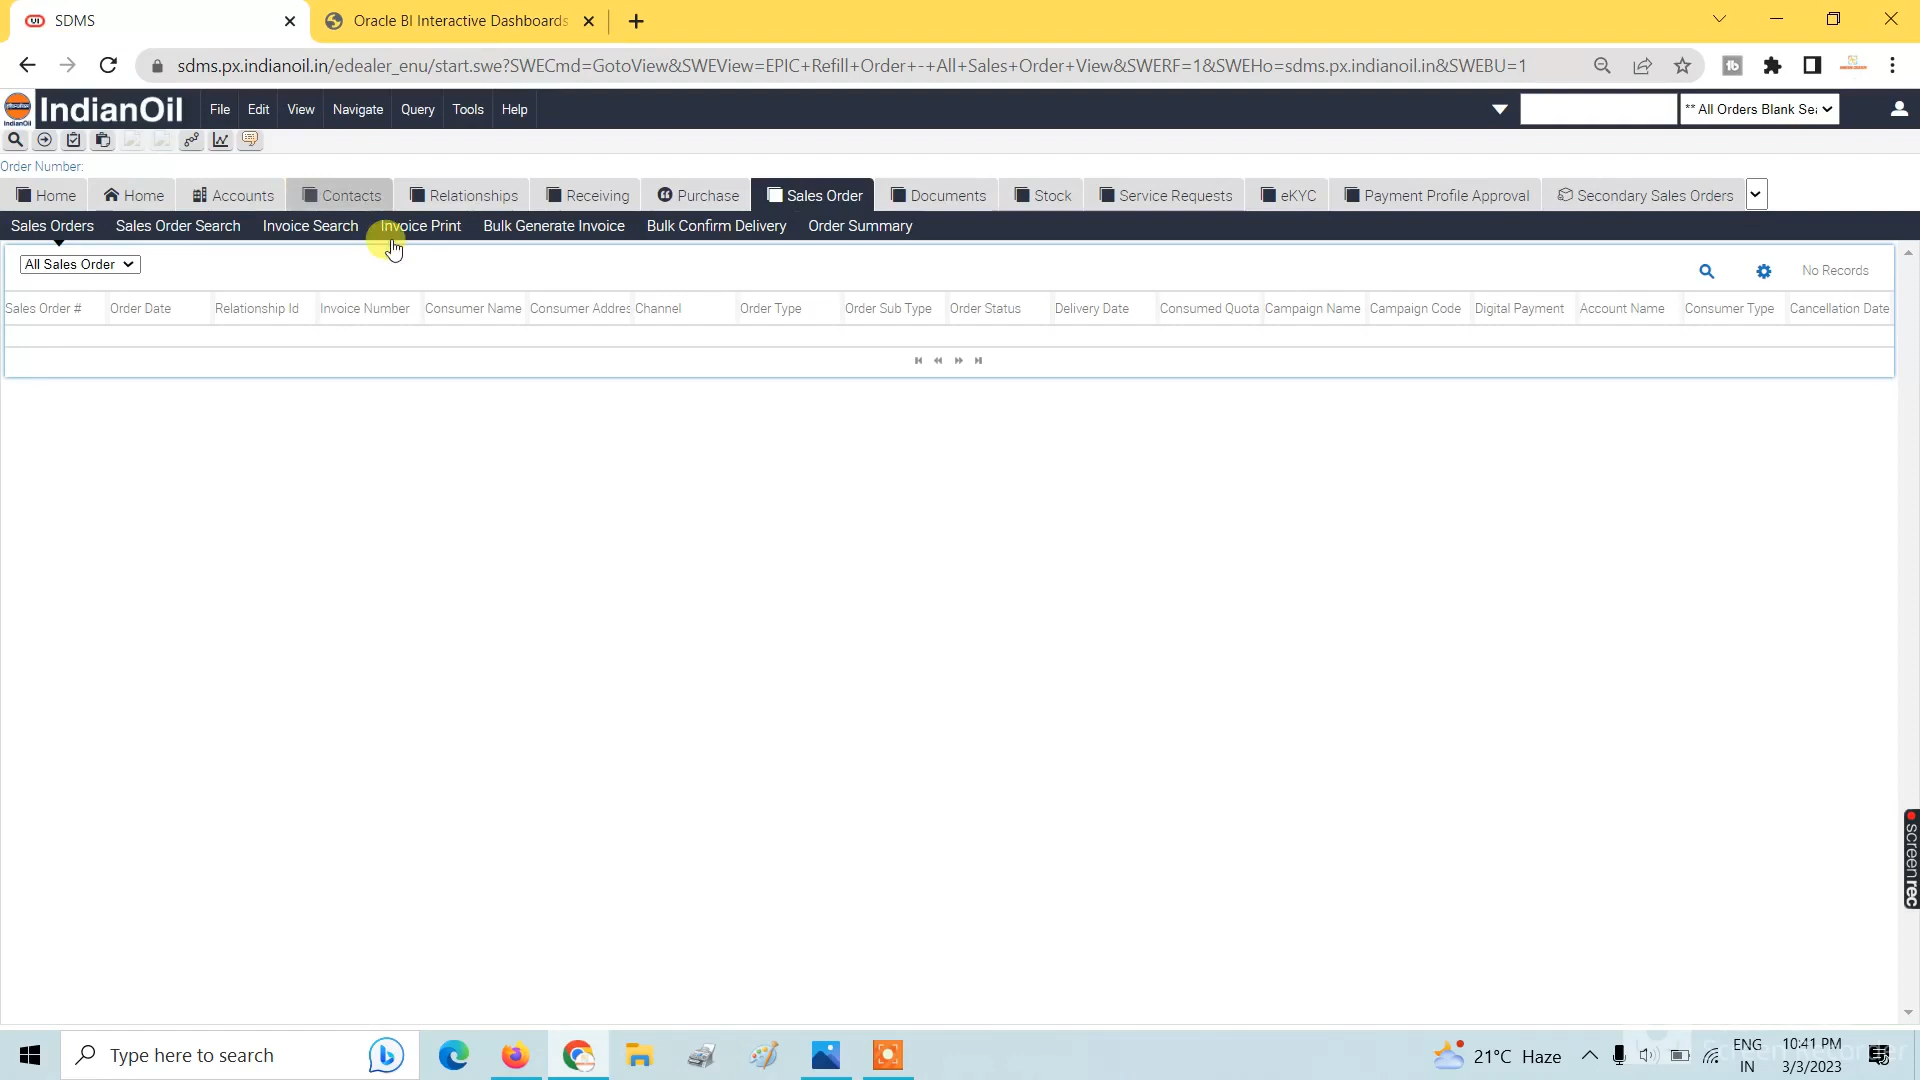 SDMS
Oracle BI Interactive Dashboards
sdms.px.indianoil.in/edealer_enu/start.swe?SWECmd=GotoView&SWEView=EPIC+Refill+Order+-+All+Sales+Order+View&SWERF=1&SWEHo=sdms.px.indianoil.in&SWEBU=1
IndianOil File Edit View Navigate Query Tools Help ** All Orders Blank Sea
Order Number:
Home Home Accounts Contacts Relationships Receiving Purchase Sales Order Documents Stock Service Requests eKYC Payment Profile Approval Secondary Sales Orders
Sales Orders Sales Order Search Invoice Search Invoice Print Bulk Generate Invoice Bulk Confirm Delivery Order Summary
All Sales Order No Records
Sales Order # Order Date Relationship Id Invoice Number Consumer Name Consumer Addres Channel Order Type Order Sub Type Order Status Delivery Date Consumed Quota Campaign Name Campaign Code Digital Payment Account Name Consumer Type Cancellation Date
screenrec
Type here to search 21°C Haze ENG 10:41 PM
IN 3/3/2023